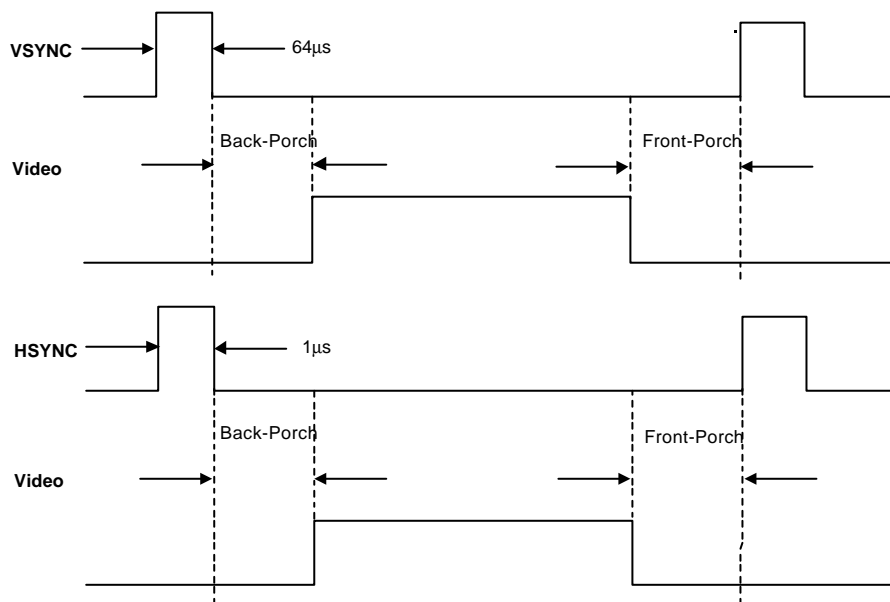 VSYNC
64μs
Back-Porch
Front-Porch
Video
HSYNC
1μs
Back-Porch
Front-Porch
Video